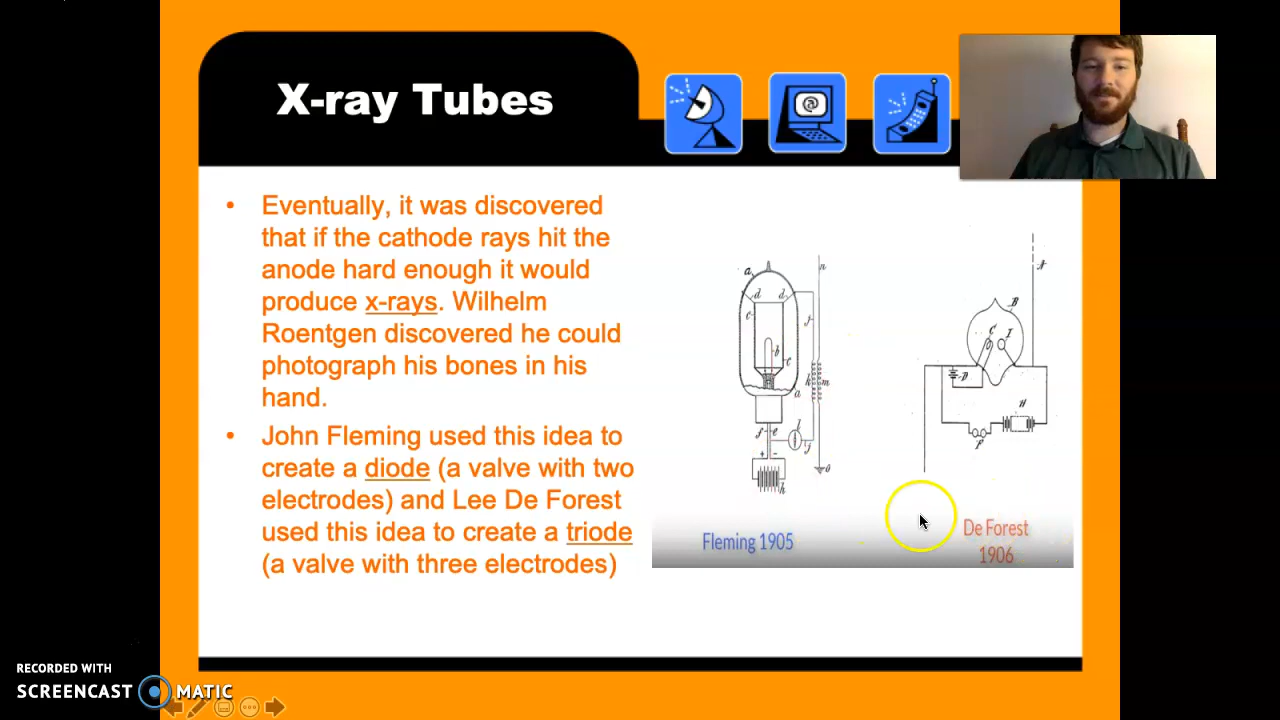 X-ray Tubes
• Eventually, it was discovered
that if the cathode rays hit the
anode hard enough it would
produce x-rays. Wilhelm
Roentgen discovered he could
photograph his bones in his
hand.
• John Fleming used this idea to
create a diode (a valve with two
electrodes) and Lee De Forest
used this idea to create a triode
(a valve with three electrodes)
a
n
d d
c
b
c
k m
a
f e
l
j
+ -
h
o
Fleming 1905
A
B
C I
D
H
F
De Forest
1906
RECORDED WITH
SCREENCAST MATIC